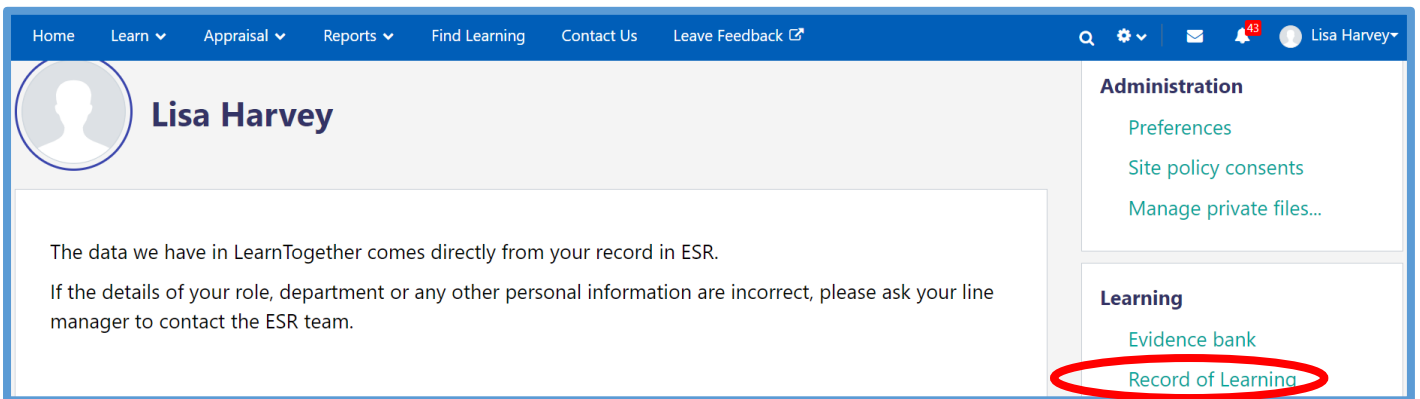 Home Learn Appraisal Reports Find Learning Contact Us Leave Feedback 43 Lisa Harvey
Lisa Harvey
The data we have in LearnTogether comes directly from your record in ESR.
If the details of your role, department or any other personal information are incorrect, please ask your line
manager to contact the ESR team.
Administration
Preferences
Site policy consents
Manage private files...
Learning
Evidence bank
Record of Learning